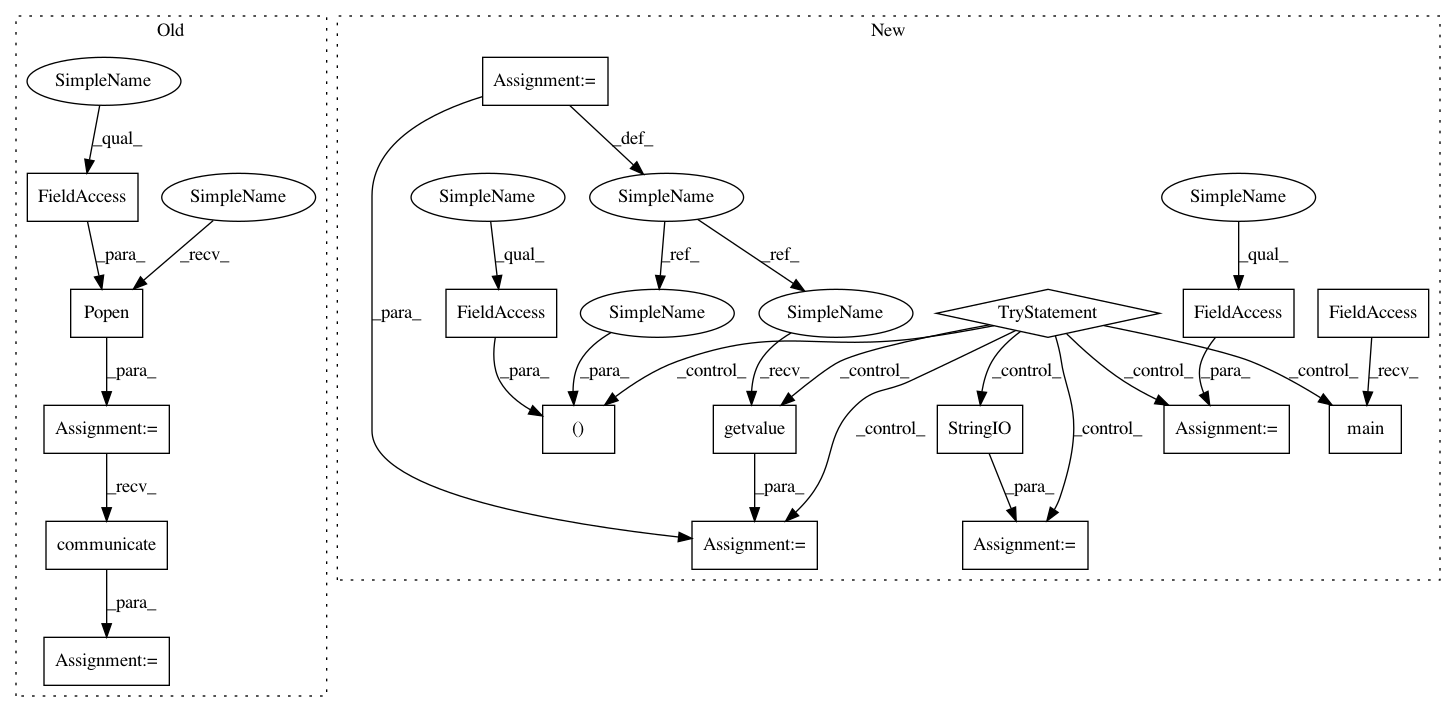 Old
New
SimpleName
Assignment:=
_qual_
_def_
FieldAccess
SimpleName
SimpleName
SimpleName
SimpleName
_para_
_recv_
_qual_
_ref_
_ref_
_qual_
Popen
_para_
FieldAccess
SimpleName
SimpleName
TryStatement
FieldAccess
FieldAccess
_para_
_para_
_para_
_control_
_recv_
_control_
_control_
_control_
_para_
_control_
_recv_
Assignment:=
()
getvalue
StringIO
Assignment:=
main
_control_
_control_
_recv_
_para_
_para_
communicate
Assignment:=
Assignment:=
_para_
Assignment:=